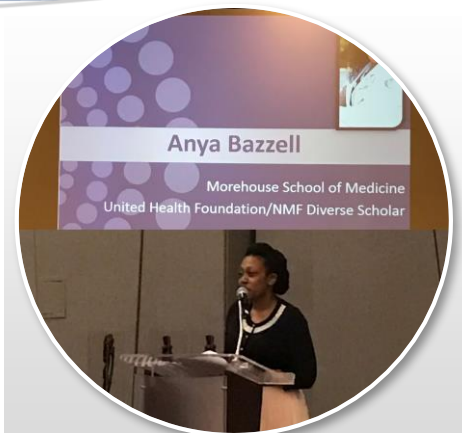 Anya Bazzell
Morehouse School of Medicine
United Health Foundation/NMF Diverse Scholar